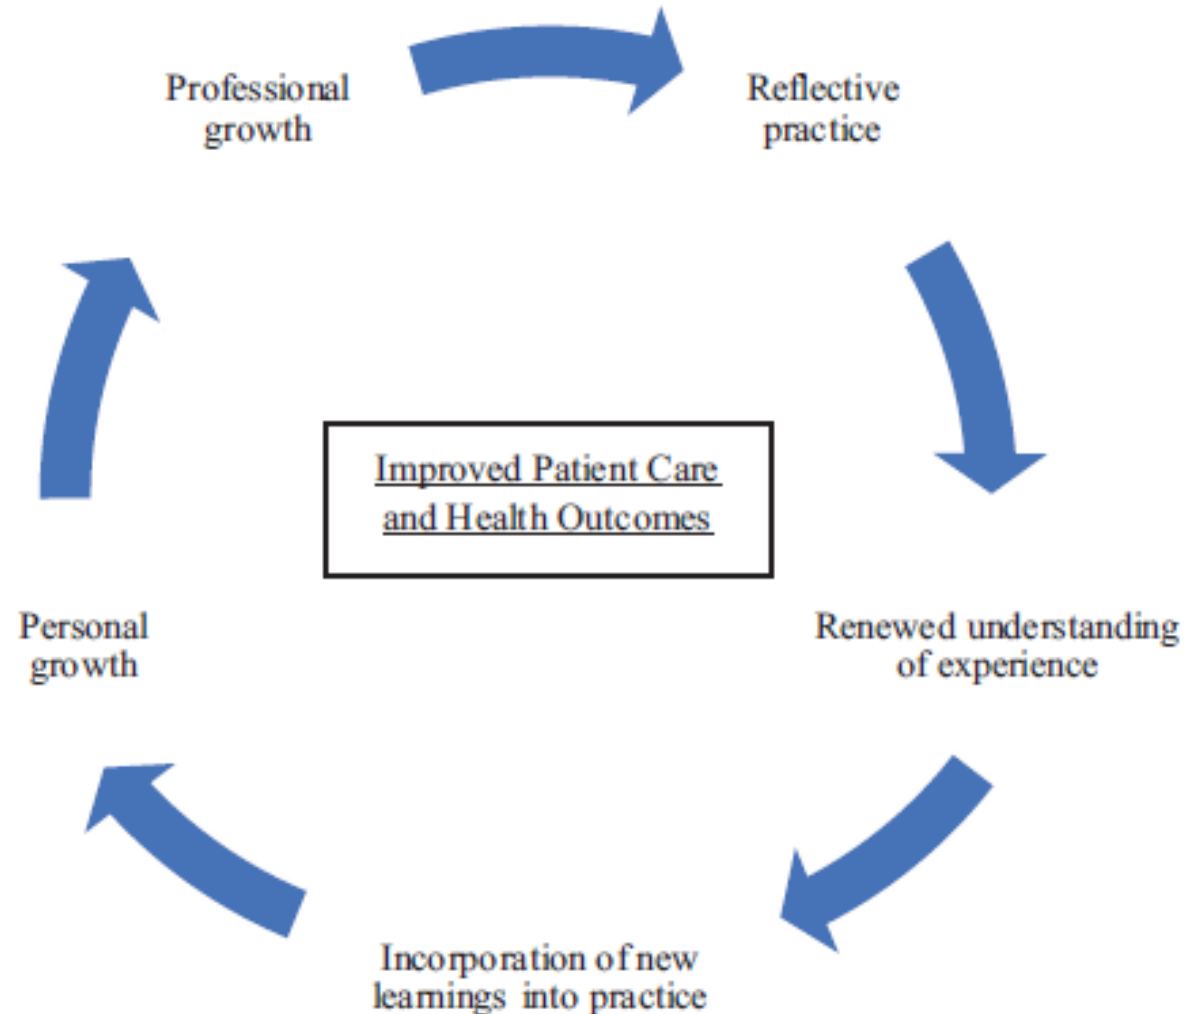 Professional
growth
Reflective
practice
Improved Patient Care
and Health Outcomes
Personal
growth
Renewed understanding
of experience
Incorporation of new
learnings into practice